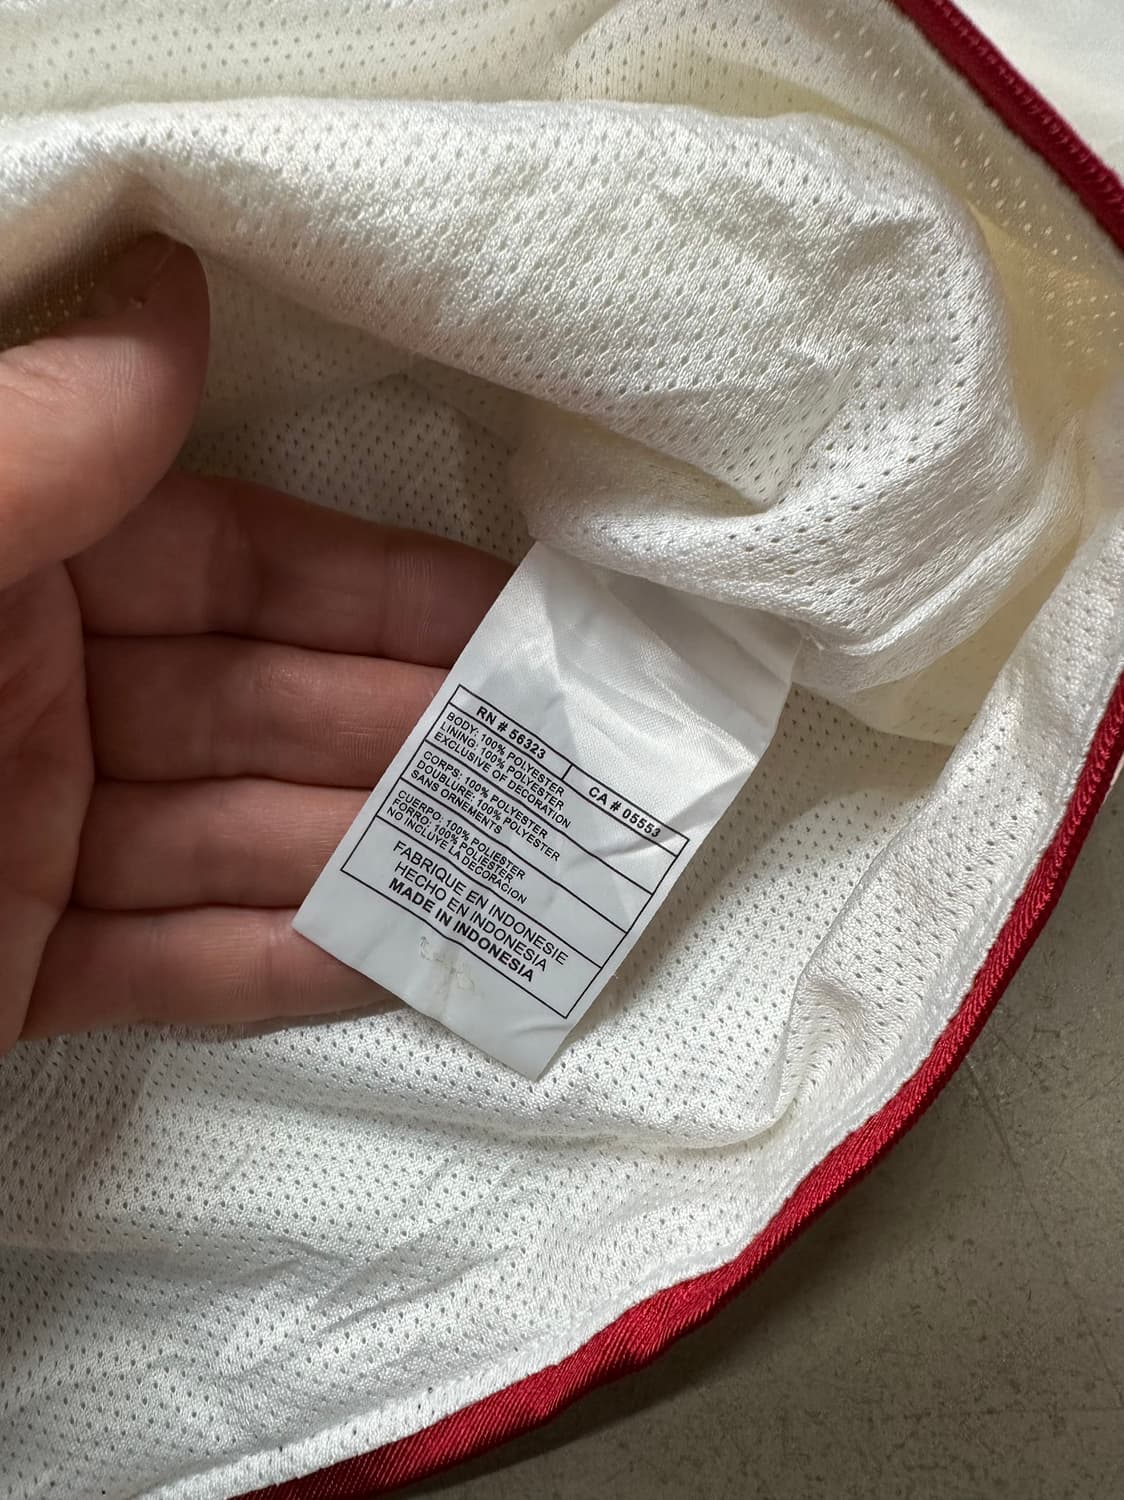 RN # 56323
CA # 05553
BODY: 100% POLYESTER
LINING: 100% POLYESTER
EXCLUSIVE OF DECORATION
CORPS: 100% POLYESTER
DOUBLURE: 100% POLYESTER
SANS ORNEMENTS
CUERPO: 100% POLIESTER
FORRO: 100% POLIESTER
NO INCLUYE LA DECORACION
FABRIQUE EN INDONESIE
HECHO EN INDONESIA
MADE IN INDONESIA